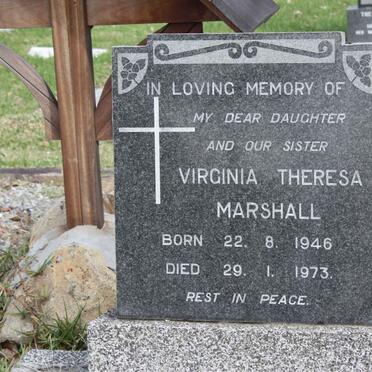 IN LOVING MEMORY OF
MY DEAR DAUGHTER
AND OUR SISTER
VIRGINIA THERESA
MARSHALL
BORN 22. 8. 1946
DIED 29. 1. 1973.
REST IN PEACE.